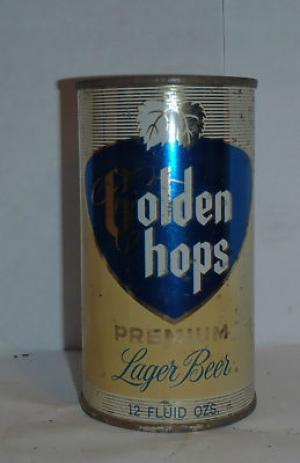 Golden
hops
PREMIUM
Lager Beer
12 FLUID OZS.